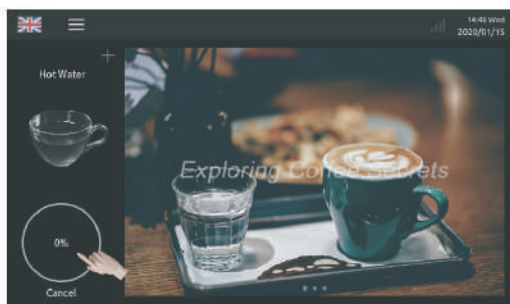 14:46 Wed
2020/01/15
Hot Water
Exploring Coffee Secrets
0%
Cancel